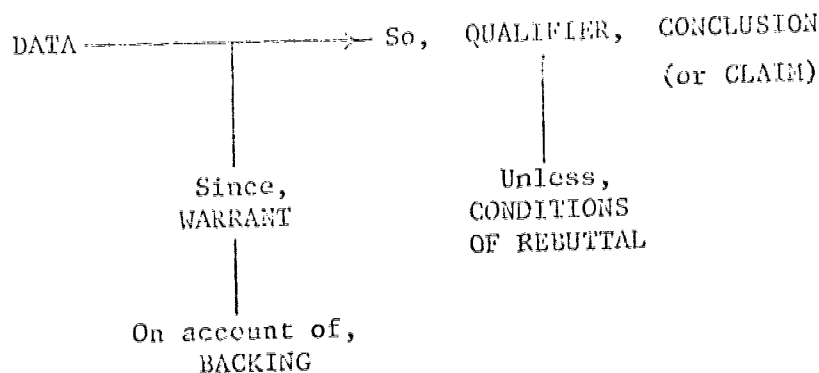 DATA So, QUALIFIER, CONCLUSION
(or CLAIM)
Since,
WARRANT
Unless,
CONDITIONS
OF REBUTTAL
On account of,
BACKING